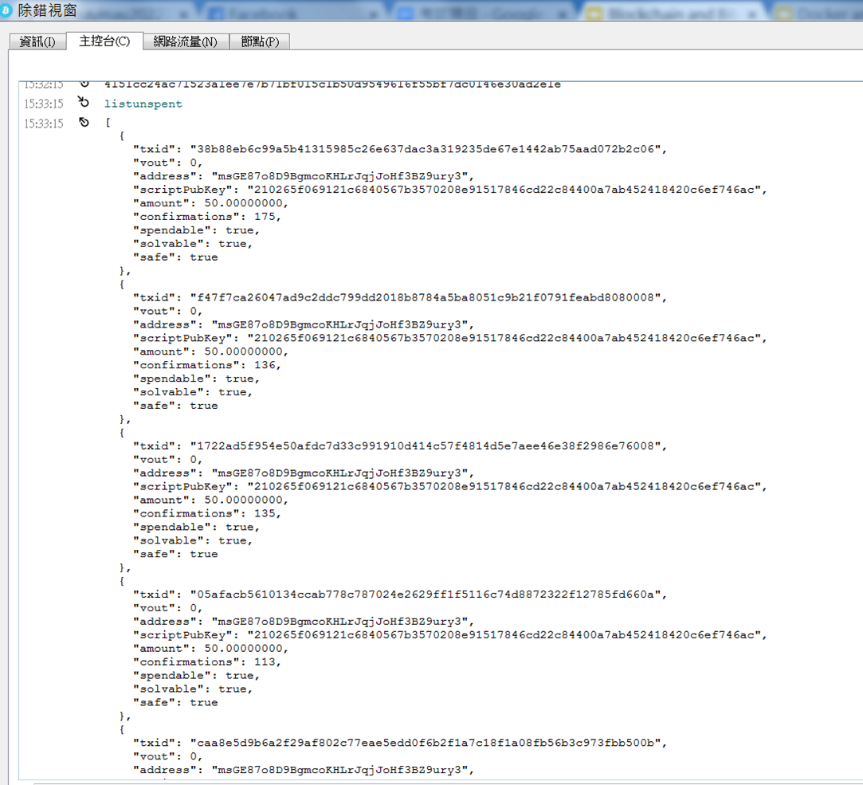 除錯視窗
資訊(I) 主控台(C) 網路流量(N) 節點(P)
15:32:15 4151cc24ac71523a1ee7e7b71bf015c1b50d9549616f55bf7dc0146e30ad2e1e
15:33:15 listunspent
15:33:15 [
{
"txid": "38b88eb6c99a5b41315985c26e637dac3a319235de67e1442ab75aad072b2c06",
"vout": 0,
"address": "msGE87o8D9BgmcoKHLrJqjJoHf3BZ9ury3",
"scriptPubKey": "210265f069121c6840567b3570208e91517846cd22c84400a7ab452418420c6ef746ac",
"amount": 50.00000000,
"confirmations": 175,
"spendable": true,
"solvable": true,
"safe": true
},
{
"txid": "f47f7ca26047ad9c2ddc799dd2018b8784a5ba8051c9b21f0791feabd8080008",
"vout": 0,
"address": "msGE87o8D9BgmcoKHLrJqjJoHf3BZ9ury3",
"scriptPubKey": "210265f069121c6840567b3570208e91517846cd22c84400a7ab452418420c6ef746ac",
"amount": 50.00000000,
"confirmations": 136,
"spendable": true,
"solvable": true,
"safe": true
},
{
"txid": "1722ad5f954e50afdc7d33c991910d414c57f4814d5e7aee46e38f2986e76008",
"vout": 0,
"address": "msGE87o8D9BgmcoKHLrJqjJoHf3BZ9ury3",
"scriptPubKey": "210265f069121c6840567b3570208e91517846cd22c84400a7ab452418420c6ef746ac",
"amount": 50.00000000,
"confirmations": 135,
"spendable": true,
"solvable": true,
"safe": true
},
{
"txid": "05afacb5610134ccab778c787024e2629ff1f5116c74d8872322f12785fd660a",
"vout": 0,
"address": "msGE87o8D9BgmcoKHLrJqjJoHf3BZ9ury3",
"scriptPubKey": "210265f069121c6840567b3570208e91517846cd22c84400a7ab452418420c6ef746ac",
"amount": 50.00000000,
"confirmations": 113,
"spendable": true,
"solvable": true,
"safe": true
},
{
"txid": "caa8e5d9b6a2f29af802c77eae5edd0f6b2f1a7c18f1a08fb56b3c973fbb500b",
"vout": 0,
"address": "msGE87o8D9BgmcoKHLrJqjJoHf3BZ9ury3",